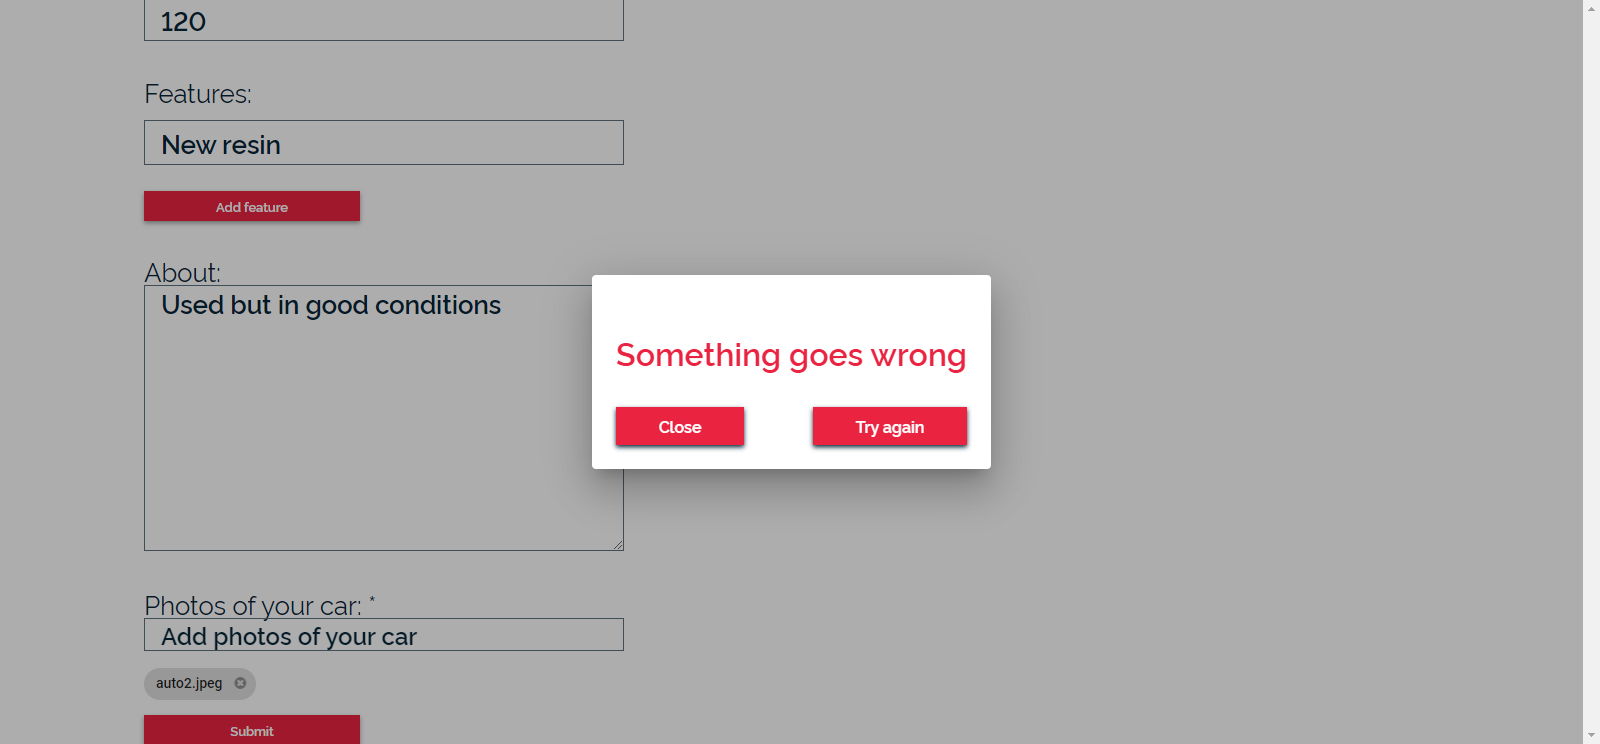 120
Features:
New resin
Add feature
About:
Used but in good conditions
Something goes wrong
Close
Try again
Photos of your car: *
Add photos of your car
auto2.jpeg
Submit